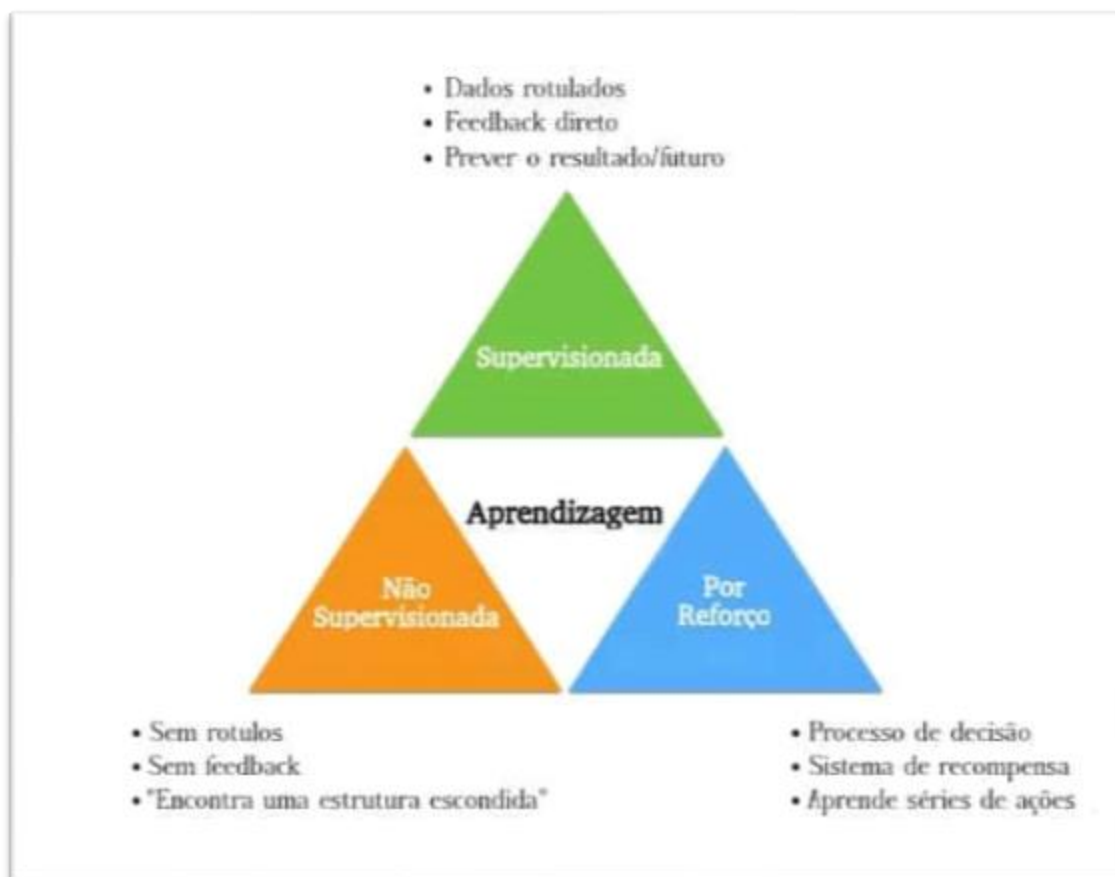 • Dados rotulados
• Feedback direto
• Prever o resultado/futuro
Supervisionada
Aprendizagem
Não
Supervisionada
Por
Reforço
• Sem rotulos
• Sem feedback
• "Encontra uma estrutura escondida"
• Processo de decisão
• Sistema de recompensa
• Aprende séries de ações